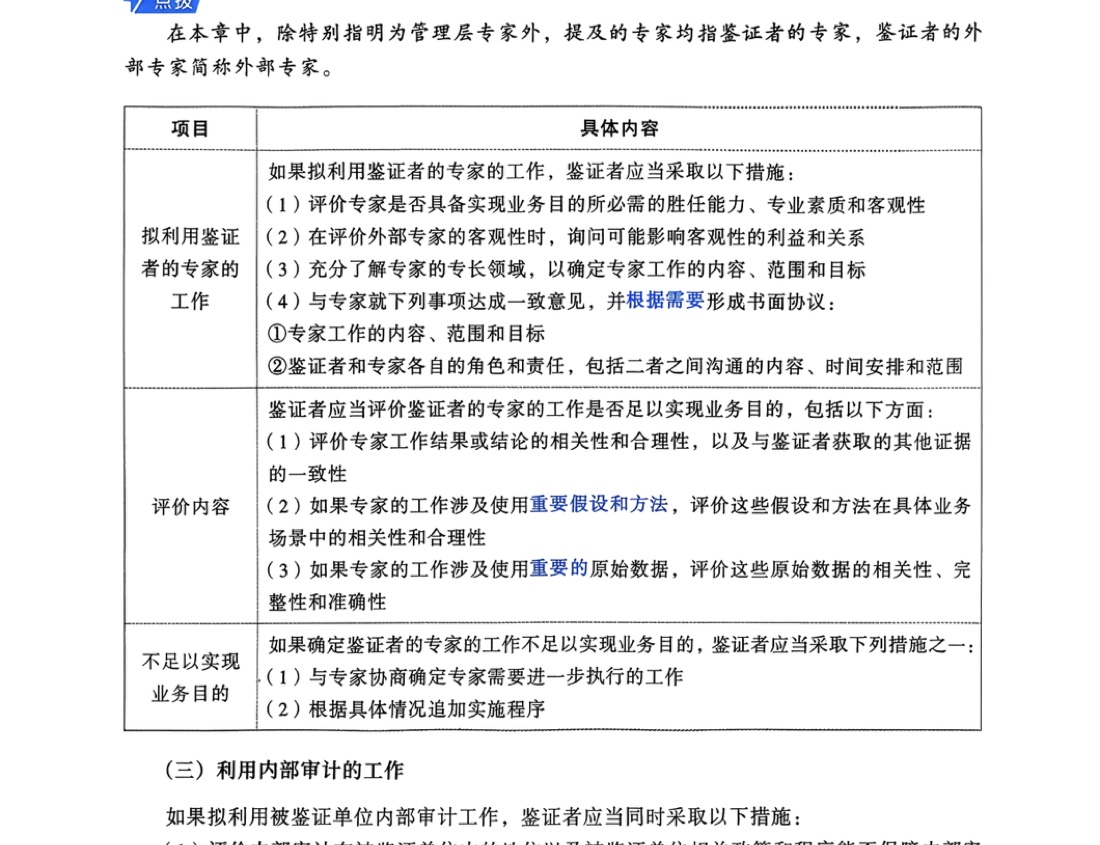 点拨
在本章中，除特别指明为管理层专家外，提及的专家均指鉴证者的专家，鉴证者的外
部专家简称外部专家。
项目
具体内容
拟利用鉴证
者的专家的
工作
如果拟利用鉴证者的专家的工作，鉴证者应当采取以下措施：
（1）评价专家是否具备实现业务目的所必需的胜任能力、专业素质和客观性
（2）在评价外部专家的客观性时，询问可能影响客观性的利益和关系
（3）充分了解专家的专长领域，以确定专家工作的内容、范围和目标
（4）与专家就下列事项达成一致意见，并根据需要形成书面协议：
①专家工作的内容、范围和目标
②鉴证者和专家各自的角色和责任，包括二者之间沟通的内容、时间安排和范围
评价内容
鉴证者应当评价鉴证者的专家的工作是否足以实现业务目的，包括以下方面：
（1）评价专家工作结果或结论的相关性和合理性，以及与鉴证者获取的其他证据
的一致性
（2）如果专家的工作涉及使用重要假设和方法，评价这些假设和方法在具体业务
场景中的相关性和合理性
（3）如果专家的工作涉及使用重要的原始数据，评价这些原始数据的相关性、完
整性和准确性
不足以实现
业务目的
如果确定鉴证者的专家的工作不足以实现业务目的，鉴证者应当采取下列措施之一：
（1）与专家协商确定专家需要进一步执行的工作
（2）根据具体情况追加实施程序
（三）利用内部审计的工作
如果拟利用被鉴证单位内部审计工作，鉴证者应当同时采取以下措施：